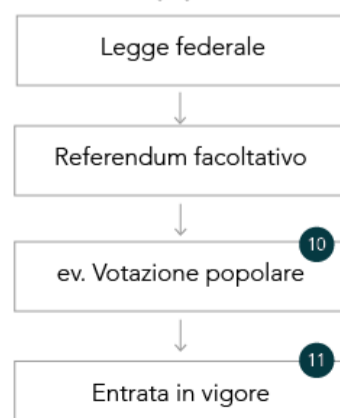 Legge federale
Referendum facoltativo
10
ev. Votazione popolare
11
Entrata in vigore